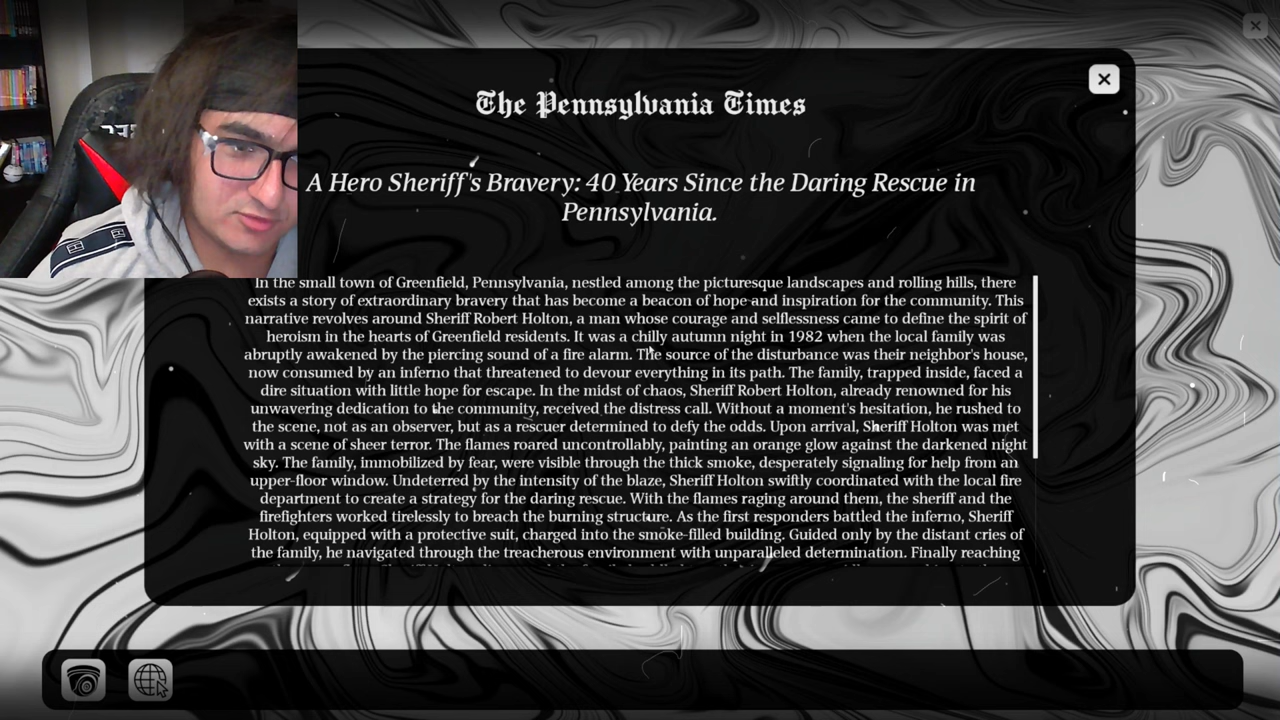 The Pennsylvania Times
A Hero Sheriff's Bravery: 40 Years Since the Daring Rescue in
Pennsylvania.
In the small town of Greenfield, Pennsylvania, nestled among the picturesque landscapes and rolling hills, there
exists a story of extraordinary bravery that has become a beacon of hope and inspiration for the community. This
narrative revolves around Sheriff Robert Holton, a man whose courage and selflessness came to define the spirit of
heroism in the hearts of Greenfield residents. It was a chilly autumn night in 1982 when the local family was
abruptly awakened by the piercing sound of a fire alarm. The source of the disturbance was their neighbor's house,
now consumed by an inferno that threatened to devour everything in its path. The family, trapped inside, faced a
dire situation with little hope for escape. In the midst of chaos, Sheriff Robert Holton, already renowned for his
unwavering dedication to the community, received the distress call. Without a moment's hesitation, he rushed to
the scene, not as an observer, but as a rescuer determined to defy the odds. Upon arrival, Sheriff Holton was met
with a scene of sheer terror. The flames roared uncontrollably, painting an orange glow against the darkened night
sky. The family, immobilized by fear, were visible through the thick smoke, desperately signaling for help from an
upper-floor window. Undeterred by the intensity of the blaze, Sheriff Holton swiftly coordinated with the local fire
department to create a strategy for the daring rescue. With the flames raging around them, the sheriff and the
firefighters worked tirelessly to breach the burning structure. As the first responders battled the inferno, Sheriff
Holton, equipped with a protective suit, charged into the smoke-filled building. Guided only by the distant cries of
the family, he navigated through the treacherous environment with unparalleled determination. Finally reaching